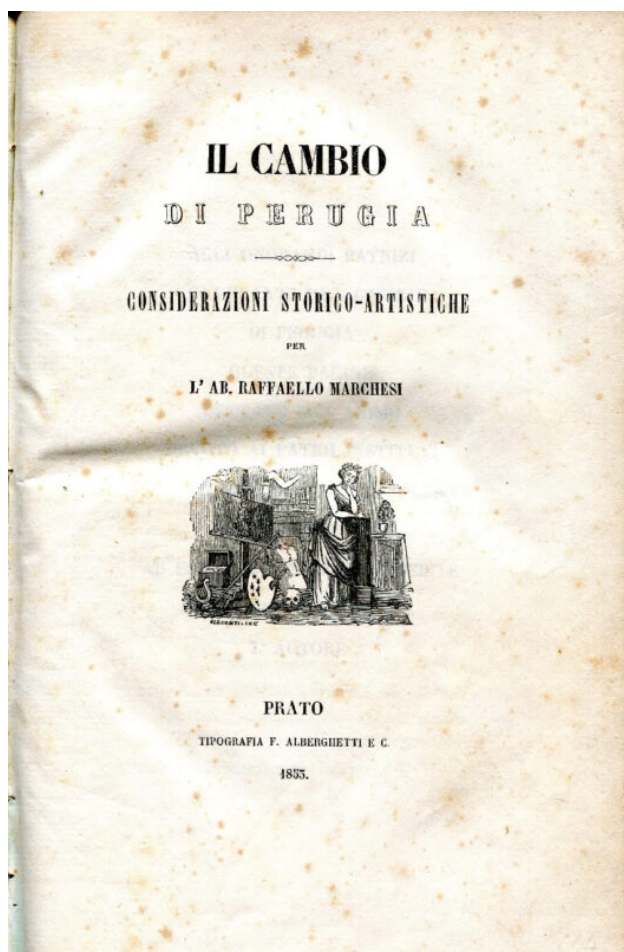 IL CAMBIO
DI PERUGIA
CONSIDERAZIONI STORICO-ARTISTICHE
PER
L' AB. RAFFAELLO MARCHESI
PRATO
TIPOGRAFIA F. ALBERGHETTI E C.
1853.